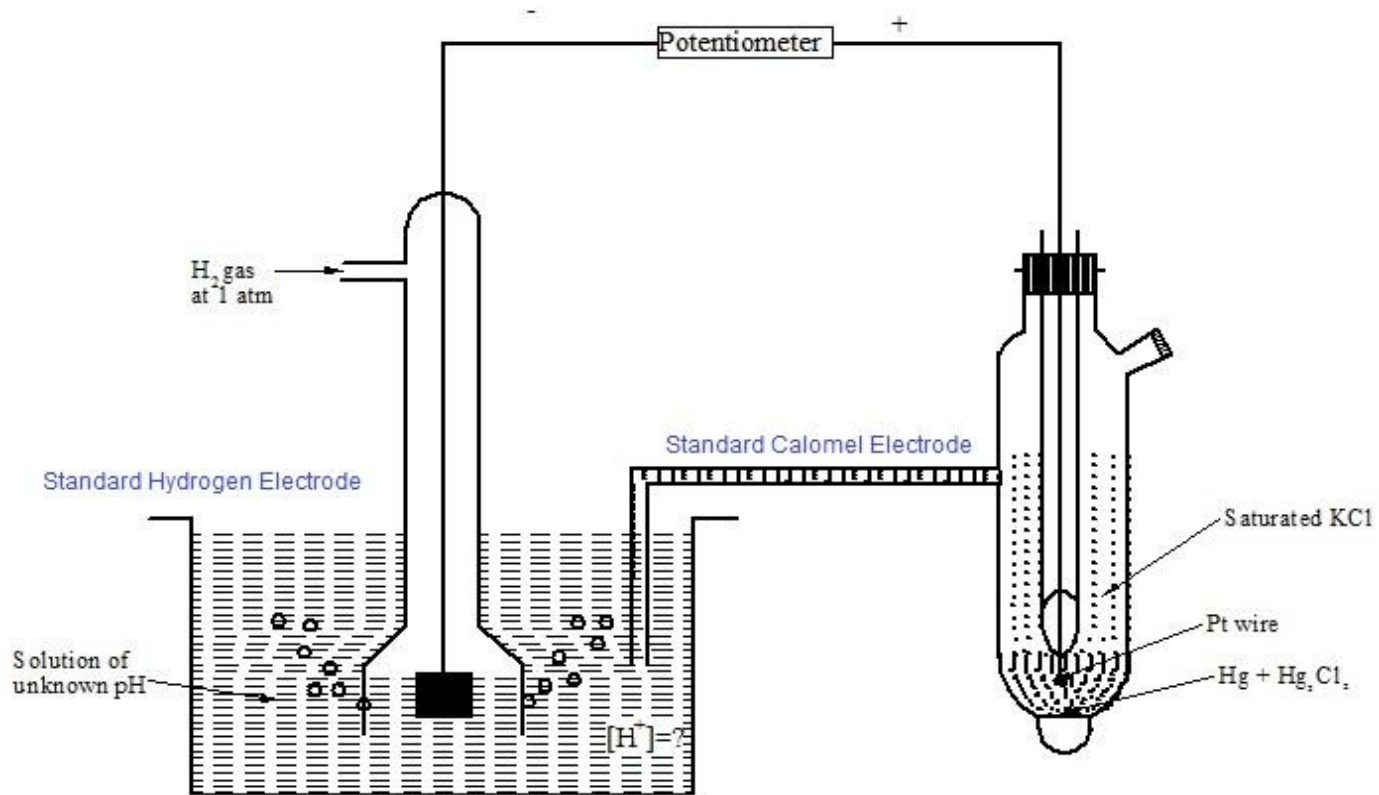 -
+
Potentiometer
H₂ gas
at 1 atm
Standard Calomel Electrode
Standard Hydrogen Electrode
Saturated KCl
Pt wire
Solution of
unknown pH
Hg + Hg₂Cl₂
[H⁺]=?